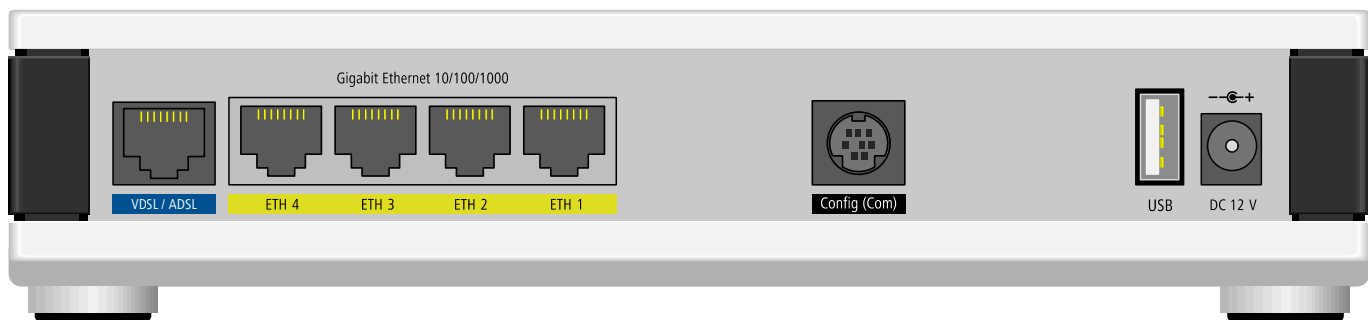 Gigabit Ethernet 10/100/1000
VDSL / ADSL
ETH 4
ETH 3
ETH 2
ETH 1
Config (Com)
USB
DC 12 V